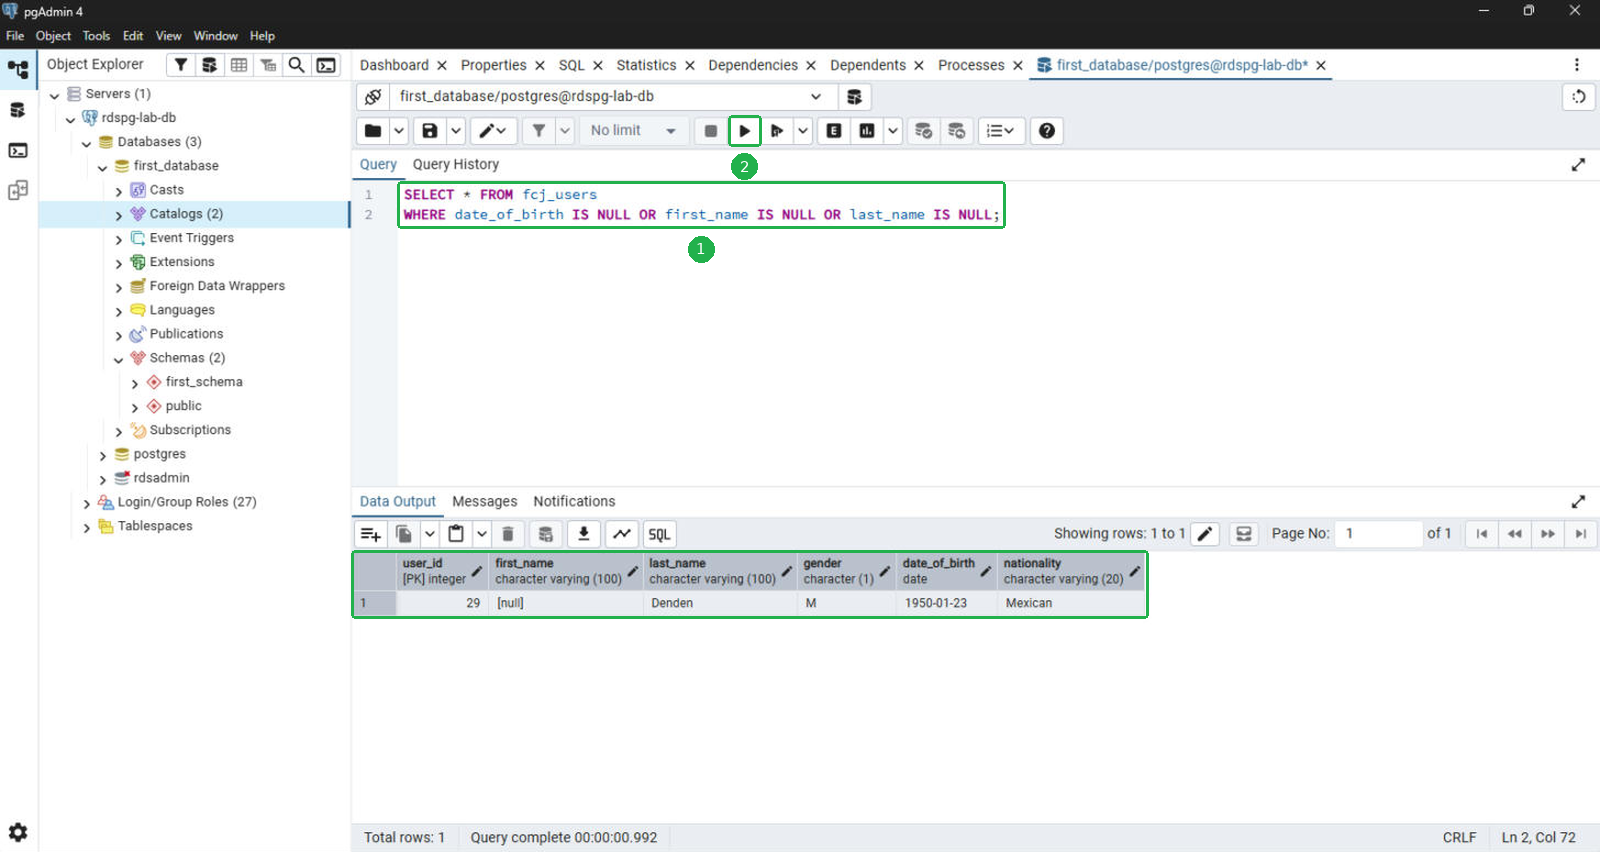 pgAdmin 4
File Object Tools Edit View Window Help
Object Explorer
Dashboard Properties SQL Statistics Dependencies Dependents Processes first_database/postgres@rdspg-lab-db*
Servers (1)
rdspg-lab-db
Databases (3)
first_database
Casts
Catalogs (2)
Event Triggers
Extensions
Foreign Data Wrappers
Languages
Publications
Schemas (2)
first_schema
public
Subscriptions
postgres
rdsadmin
Login/Group Roles (27)
Tablespaces
first_database/postgres@rdspg-lab-db
No limit
E
2
Query Query History
1 SELECT * FROM fcj_users
2 WHERE date_of_birth IS NULL OR first_name IS NULL OR last_name IS NULL;
1
Data Output Messages Notifications
SQL Showing rows: 1 to 1 Page No: 1 of 1
user_id first_name last_name gender date_of_birth nationality
[PK] integer character varying (100) character varying (100) character (1) date character varying (20)
1 29 [null] Denden M 1950-01-23 Mexican
Total rows: 1 Query complete 00:00:00.992 CRLF Ln 2, Col 72